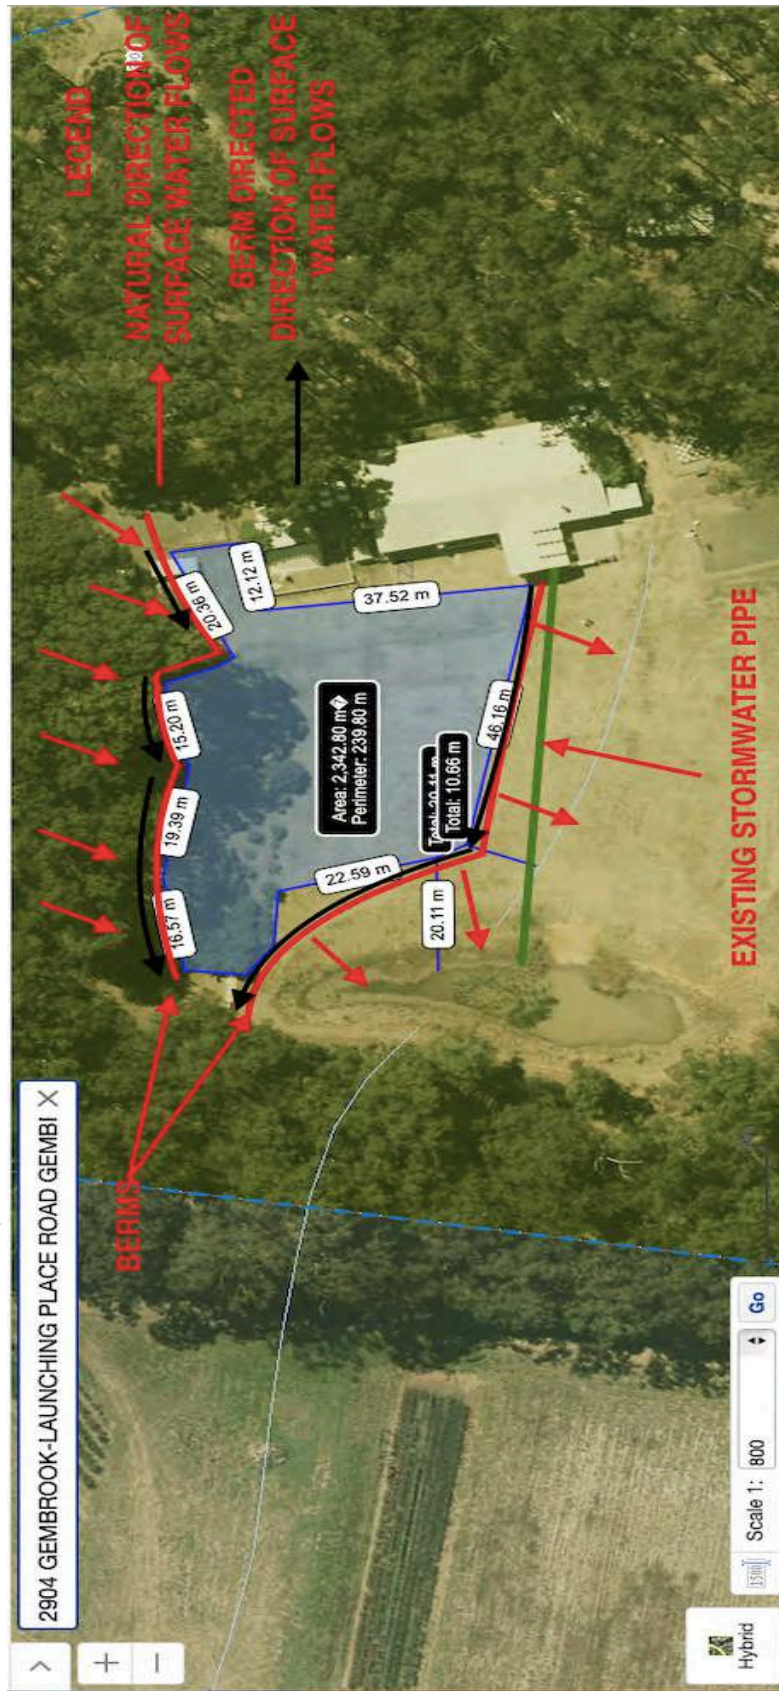 2904 GEMBROOK-LAUNCHING PLACE ROAD GEMBI X
LEGEND
NATURAL DIRECTION OF
SURFACE WATER FLOWS
BERM DIRECTED
DIRECTION OF SURFACE
WATER FLOWS
BERMS
16.57 m
19.39 m
15.20 m
20.36 m
12.12 m
37.52 m
Area: 2,342.80 m�
Perimeter: 239.80 m
22.59 m
20.11 m
Total: 20.11 m
Total: 10.66 m
46.16 m
EXISTING STORMWATER PIPE
Hybrid
Scale 1:
800
Go